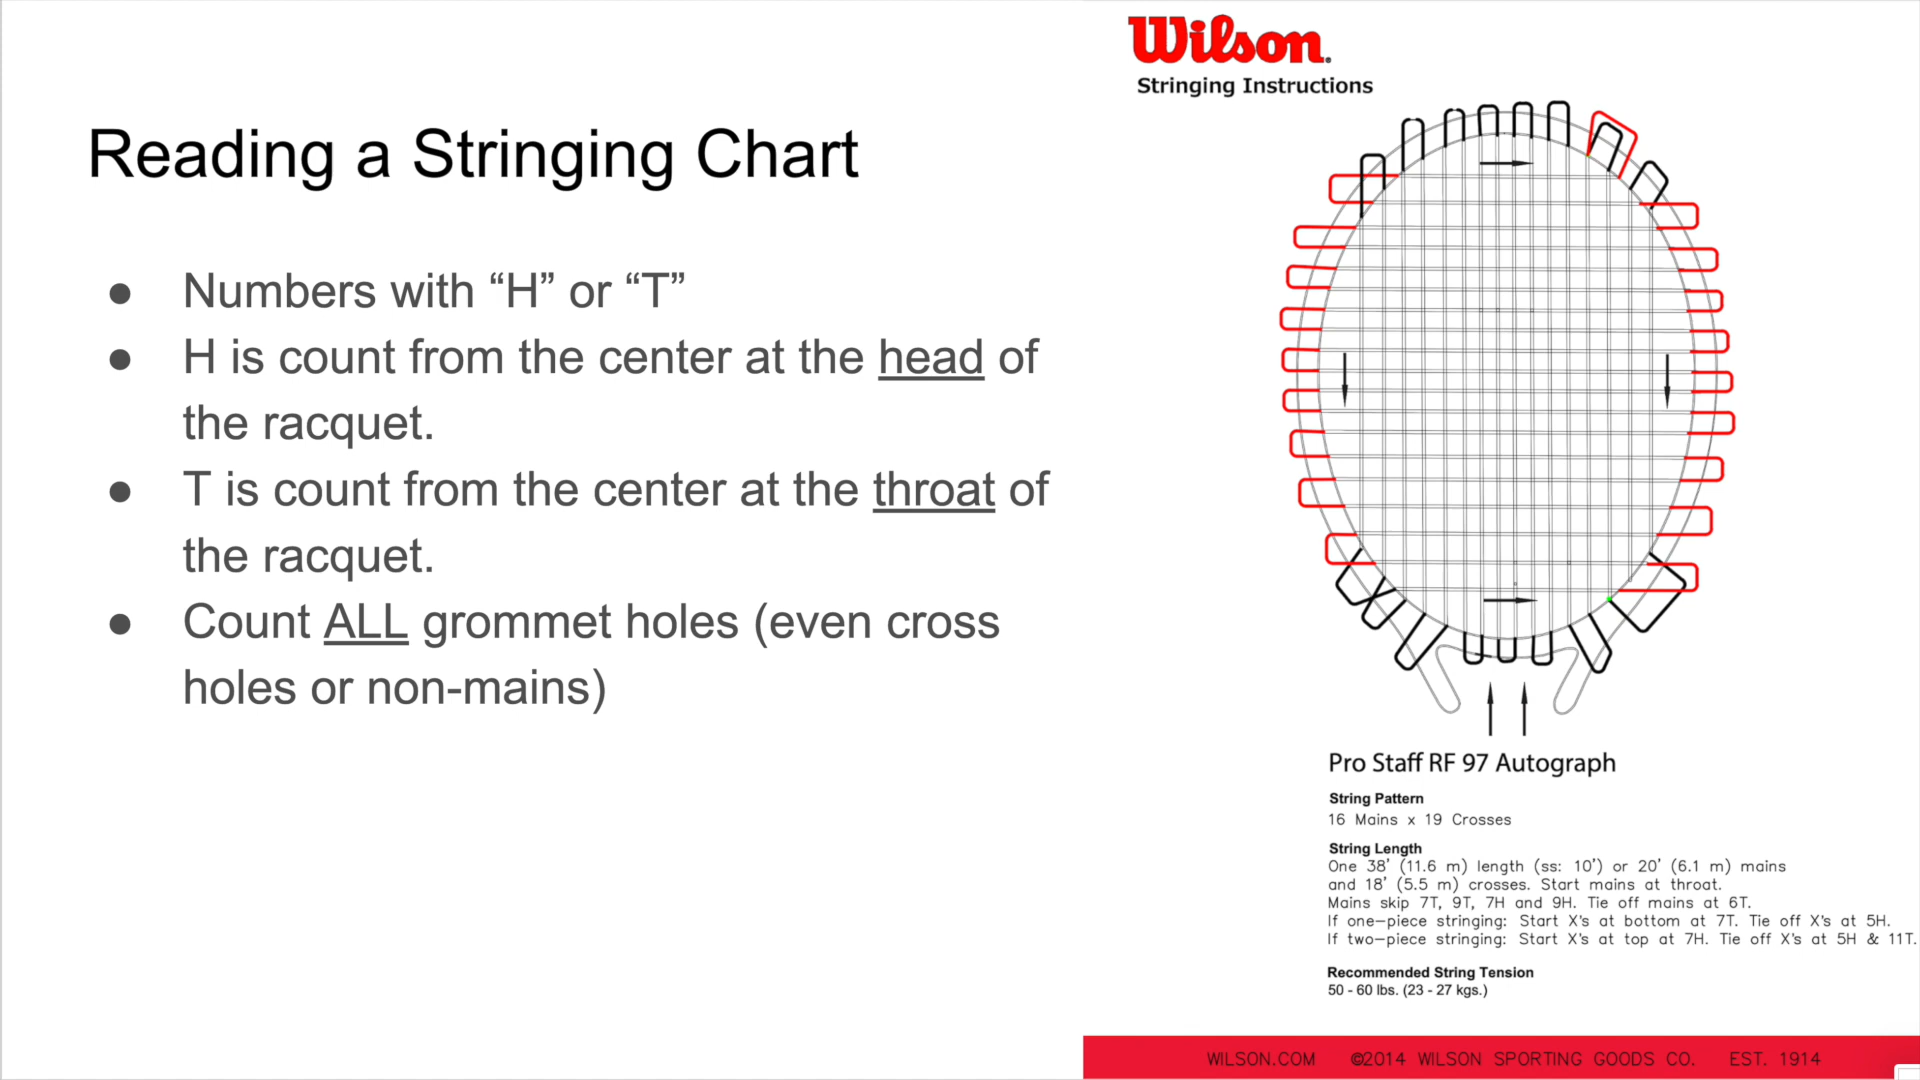 Reading a Stringing Chart
● Numbers with “H” or “T”
● H is count from the center at the head of
the racquet.
● T is count from the center at the throat of
the racquet.
● Count ALL grommet holes (even cross
holes or non-mains)
Wilson.
Stringing Instructions
Pro Staff RF 97 Autograph
String Pattern
16 Mains x 19 Crosses
String Length
One 38' (11.6 m) length (ss: 10') or 20' (6.1 m) mains
and 18' (5.5 m) crosses. Start mains at throat.
Mains skip 7T, 9T, 7H and 9H. Tie off mains at 6T.
If one-piece stringing: Start X's at bottom at 7T. Tie off X's at 5H.
If two-piece stringing: Start X's at top at 7H. Tie off X's at 5H & 11T.
Recommended String Tension
50 - 60 lbs. (23 - 27 kgs.)
WILSON.COM ©2014 WILSON SPORTING GOODS CO. EST. 1914